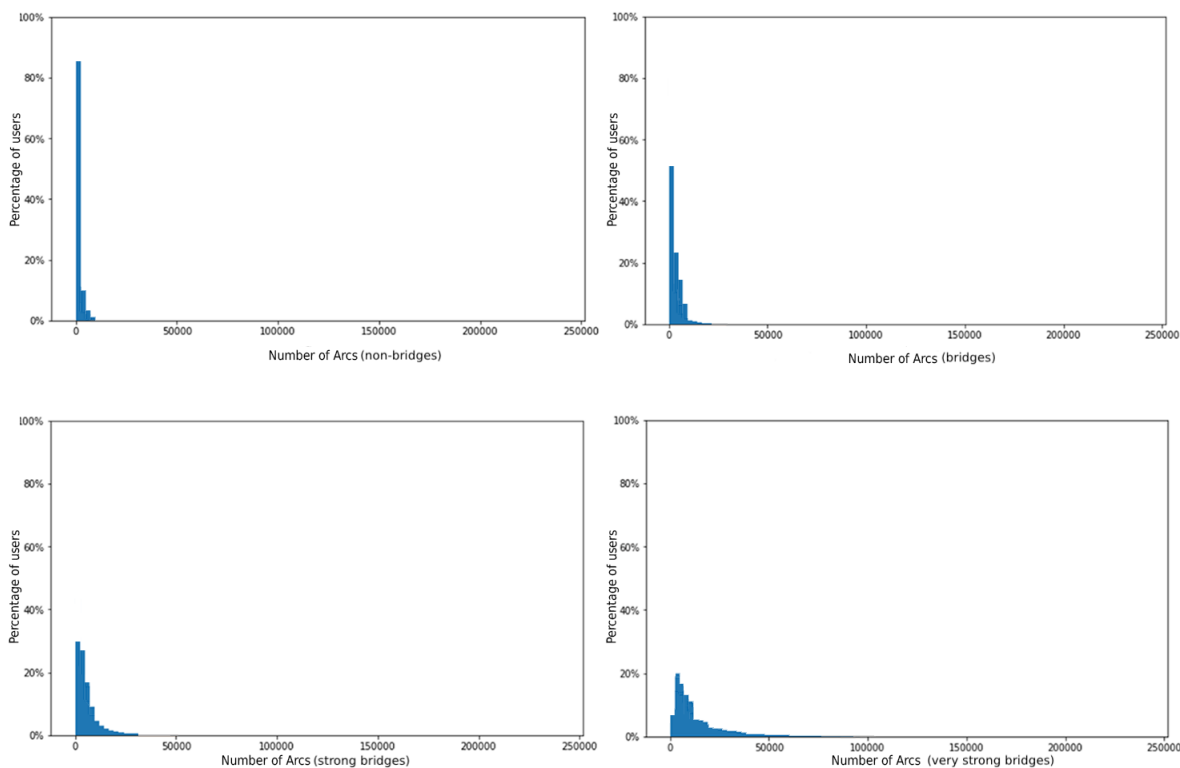 100%
80%
60%
40%
20%
0%
Percentage of users
0 50000 100000 150000 200000 250000
Number of Arcs (non-bridges)
100%
80%
60%
40%
20%
0%
Percentage of users
0 50000 100000 150000 200000 250000
Number of Arcs (bridges)
100%
80%
60%
40%
20%
0%
Percentage of users
0 50000 100000 150000 200000 250000
Number of Arcs (strong bridges)
100%
80%
60%
40%
20%
0%
Percentage of users
0 50000 100000 150000 200000 250000
Number of Arcs (very strong bridges)